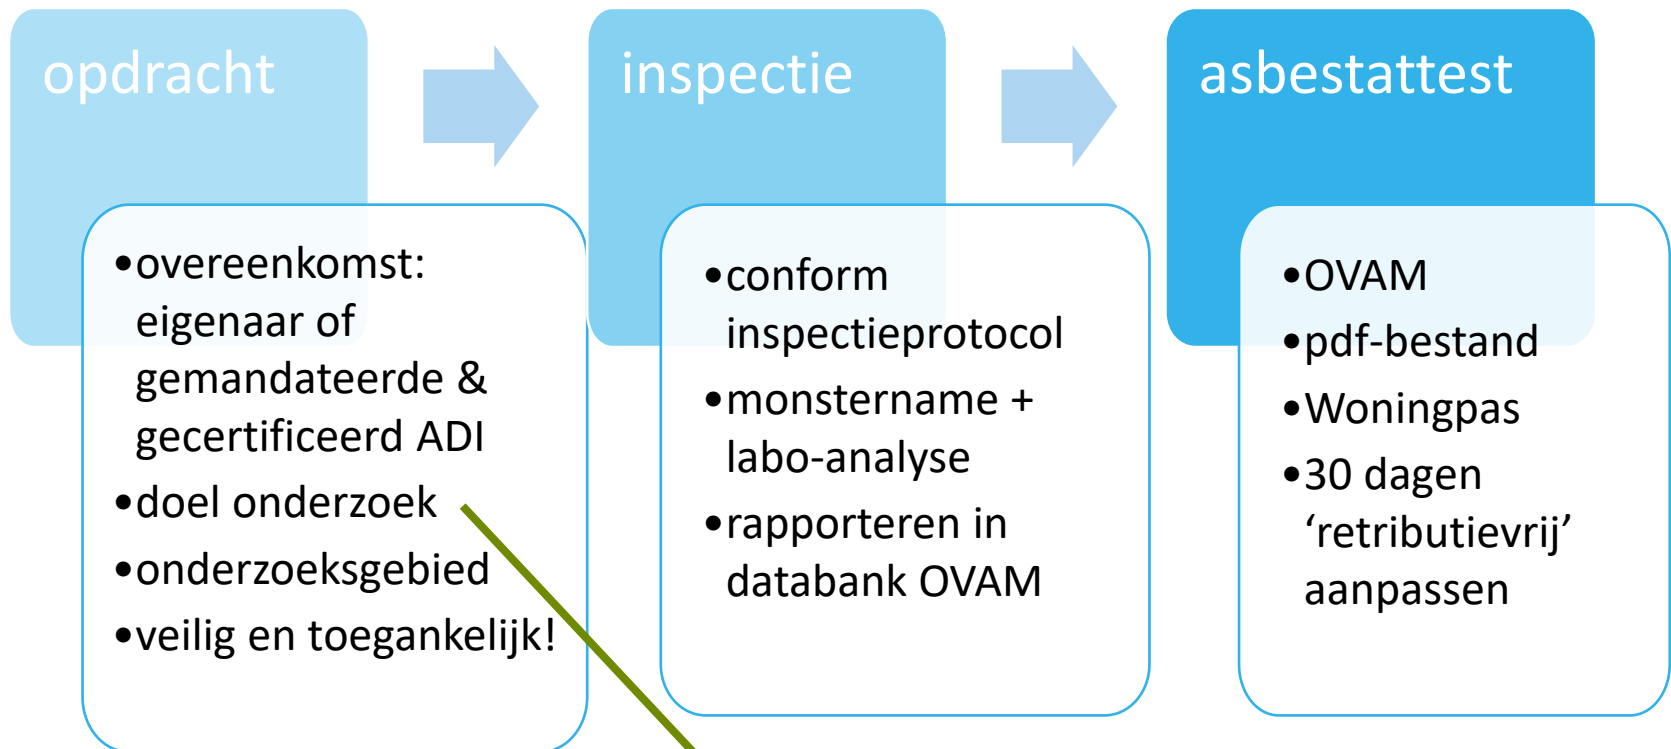 opdracht
•overeenkomst:
eigenaar of
gemandateerde &
gecertificeerd ADI
•doel onderzoek
•onderzoeksgebied
•veilig en toegankelijk!
inspectie
•conform
inspectieprotocol
•monstername +
labo-analyse
•rapporteren in
databank OVAM
asbestattest
•OVAM
•pdf-bestand
•Woningpas
•30 dagen
‘retributievrij’
aanpassen